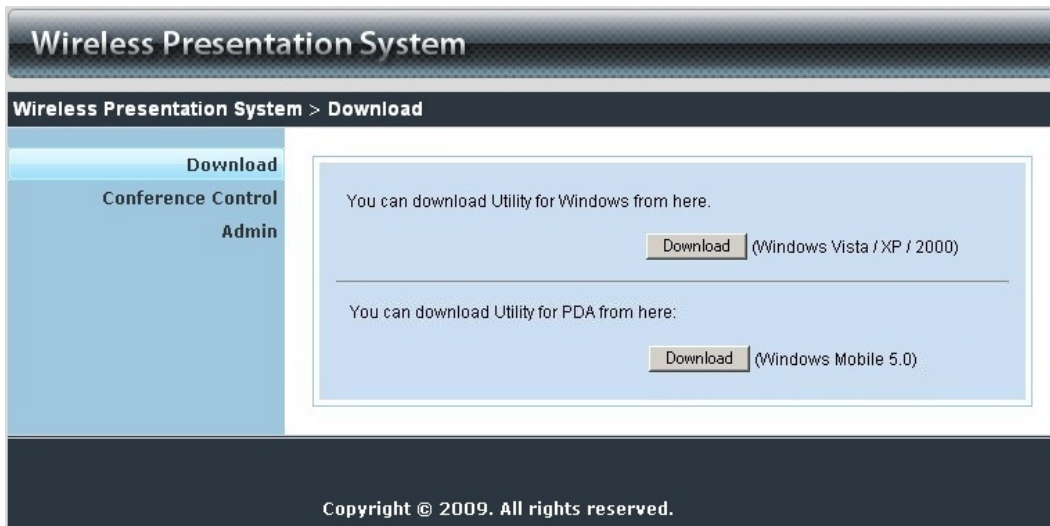 Wireless Presentation System
Wireless Presentation System > Download
Download
Conference Control
Admin
You can download Utility for Windows from here.
Download (Windows Vista / XP / 2000)
You can download Utility for PDA from here:
Download (Windows Mobile 5.0)
Copyright © 2009. All rights reserved.